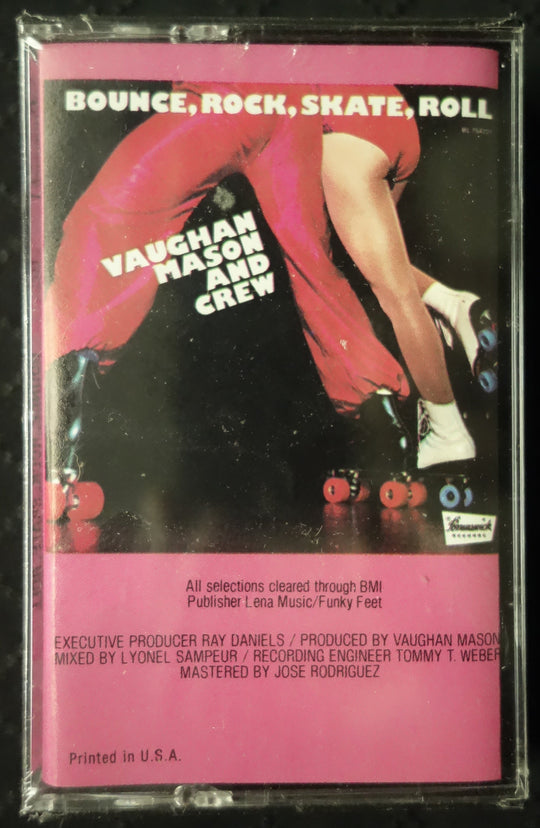 BOUNCE, ROCK, SKATE, ROLL
VAUGHAN
MASON
AND
CREW
Brunswick
RECORDS
All selections cleared through BMI
Publisher Lena Music/Funky Feet
EXECUTIVE PRODUCER RAY DANIELS / PRODUCED BY VAUGHAN MASON
MIXED BY LYONEL SAMPEUR / RECORDING ENGINEER TOMMY T. WEBER
MASTERED BY JOSE RODRIGUEZ
Printed in U.S.A.